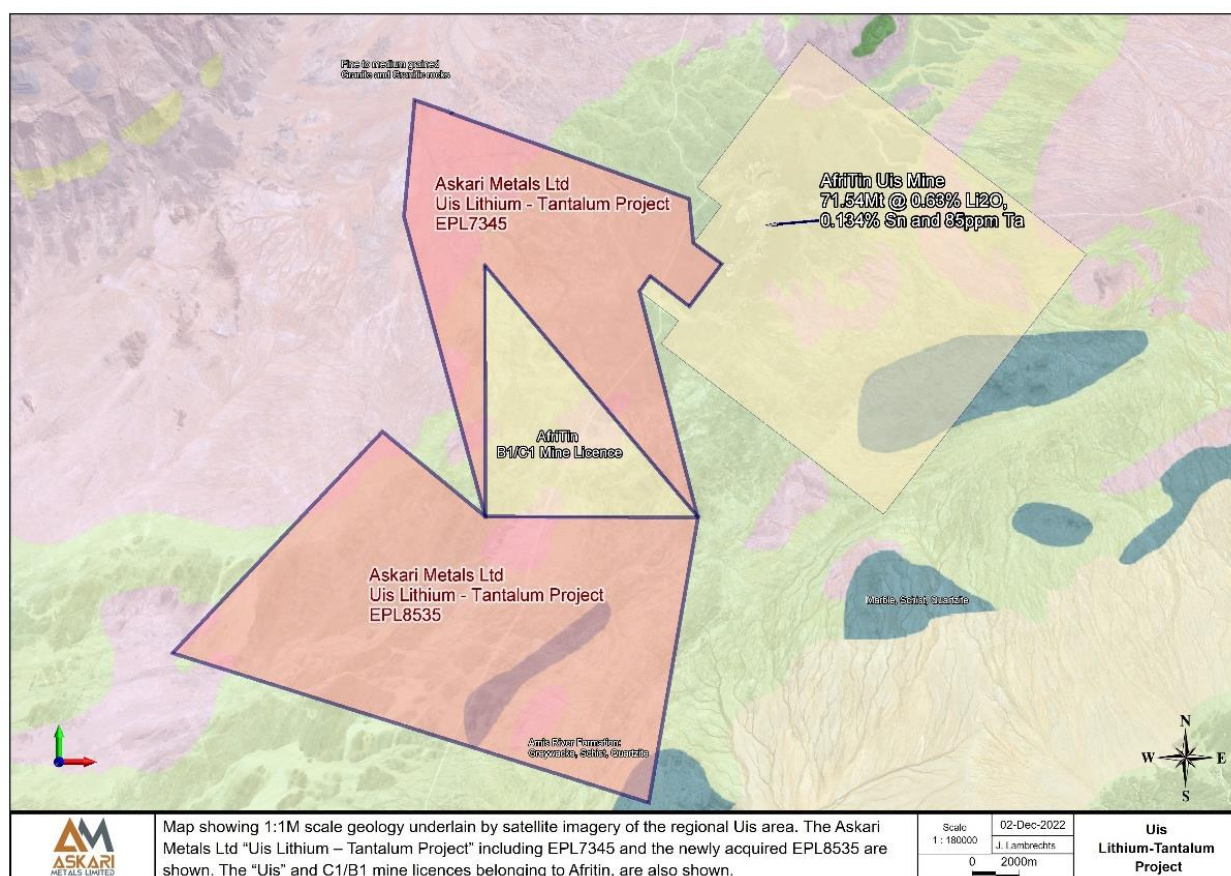 Fine to medium grained
Granite and Granitic rocks
Askari Metals Ltd
Uis Lithium - Tantalum Project
EPL7345
AfriTin Uis Mine
71.54Mt @ 0.63% Li2O,
0.134% Sn and 85ppm Ta
AfriTin
B1/C1 Mine Licence
Askari Metals Ltd
Uis Lithium - Tantalum Project
EPL8535
Marble, Schist, Quartzite
Amis River Formation:
Greywacke, Schist, Quartzite
N
W E
S
AM
ASKARI
METALS LIMITED
Map showing 1:1M scale geology underlain by satellite imagery of the regional Uis area. The Askari
Metals Ltd “Uis Lithium – Tantalum Project” including EPL7345 and the newly acquired EPL8535 are
shown. The “Uis” and C1/B1 mine licences belonging to Afritin, are also shown.
Scale
1 : 180000
02-Dec-2022
J. Lambrechts
0 2000m
Uis
Lithium-Tantalum
Project